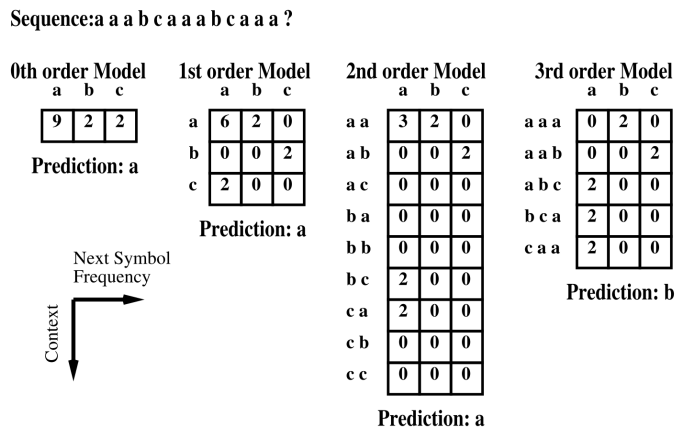 Sequence:a a a b c a a a b c a a a ?
0th order Model
a b c
9 2 2
Prediction: a
1st order Model
a b c
a 6 2 0
b 0 0 2
c 2 0 0
Prediction: a
2nd order Model
a b c
a a 3 2 0
a b 0 0 2
a c 0 0 0
b a 0 0 0
b b 0 0 0
b c 2 0 0
c a 2 0 0
c b 0 0 0
c c 0 0 0
Prediction: a
3rd order Model
a b c
a a a 0 2 0
a a b 0 0 2
a b c 2 0 0
b c a 2 0 0
c a a 2 0 0
Prediction: b
Next Symbol
Frequency
Context